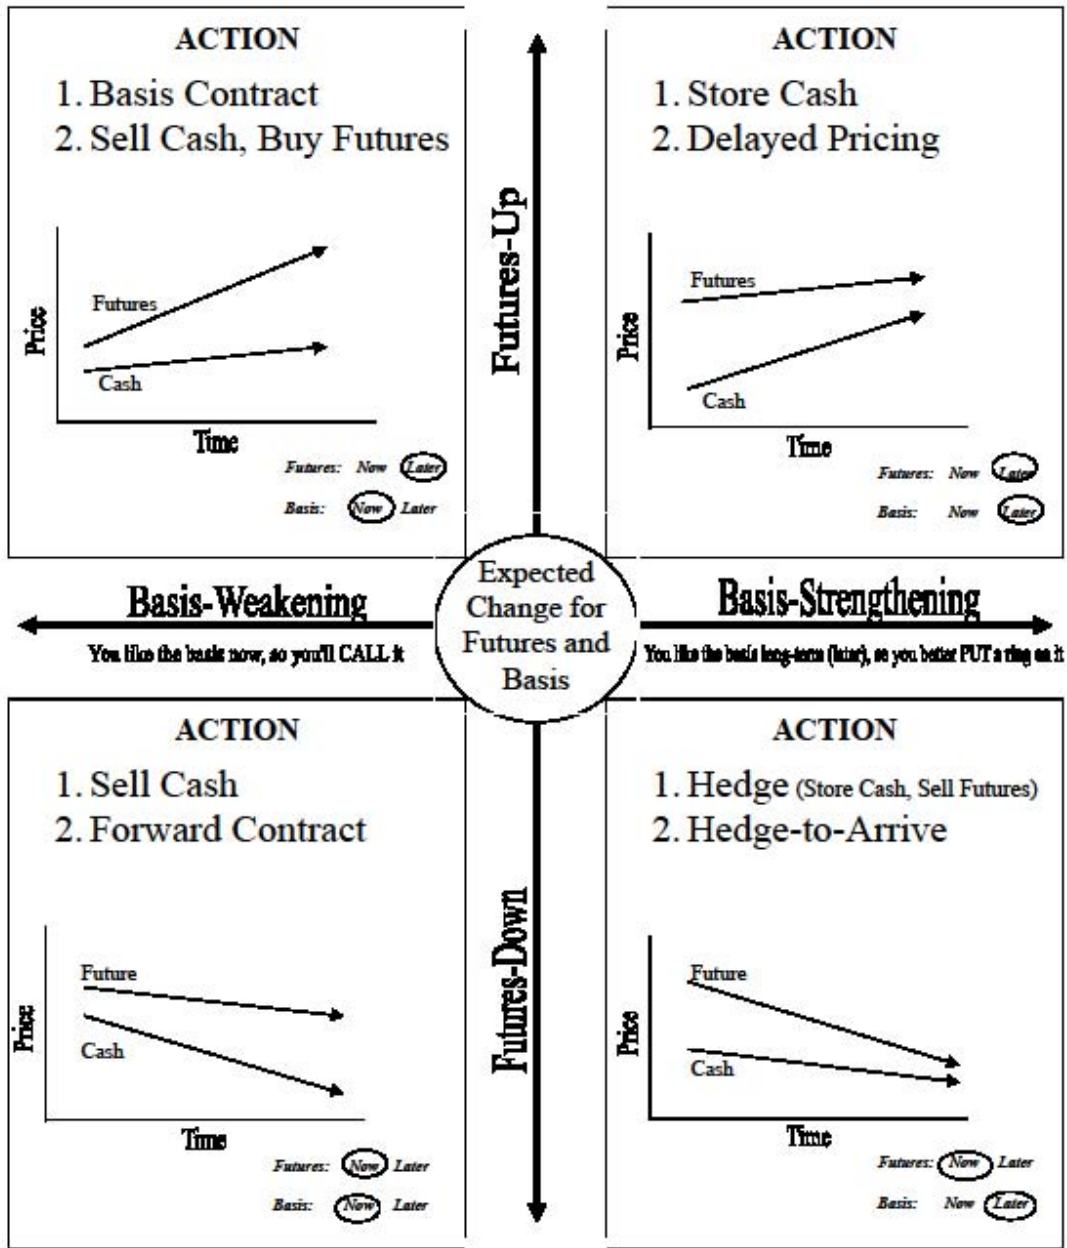 ACTION
1. Basis Contract
2. Sell Cash, Buy Futures
Price
Futures
Cash
Time
Futures: Now Later
Basis: Now Later
Futures-Up
ACTION
1. Store Cash
2. Delayed Pricing
Price
Futures
Cash
Time
Futures: Now Later
Basis: Now Later
Basis-Weakening
You like the basis now, so you'll CALL it
Expected
Change for
Futures and
Basis
Basis-Strengthening
You like the basis long-term (later), so you better PUT a ring on it
ACTION
1. Sell Cash
2. Forward Contract
Price
Future
Cash
Time
Futures: Now Later
Basis: Now Later
Futures-Down
ACTION
1. Hedge (Store Cash, Sell Futures)
2. Hedge-to-Arrive
Price
Future
Cash
Time
Futures: Now Later
Basis: Now Later